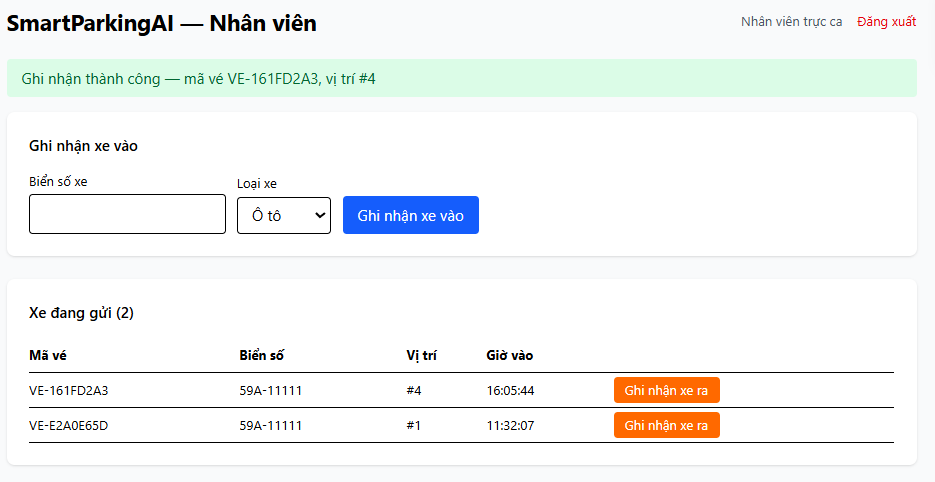 SmartParkingAI — Nhân viên
Nhân viên trực ca Đăng xuất
Ghi nhận thành công — mã vé VE-161FD2A3, vị trí #4
Ghi nhận xe vào
Biển số xe
Loại xe
Ô tô
Ghi nhận xe vào
Xe đang gửi (2)
Mã vé Biển số Vị trí Giờ vào
VE-161FD2A3 59A-11111 #4 16:05:44 Ghi nhận xe ra
VE-E2A0E65D 59A-11111 #1 11:32:07 Ghi nhận xe ra